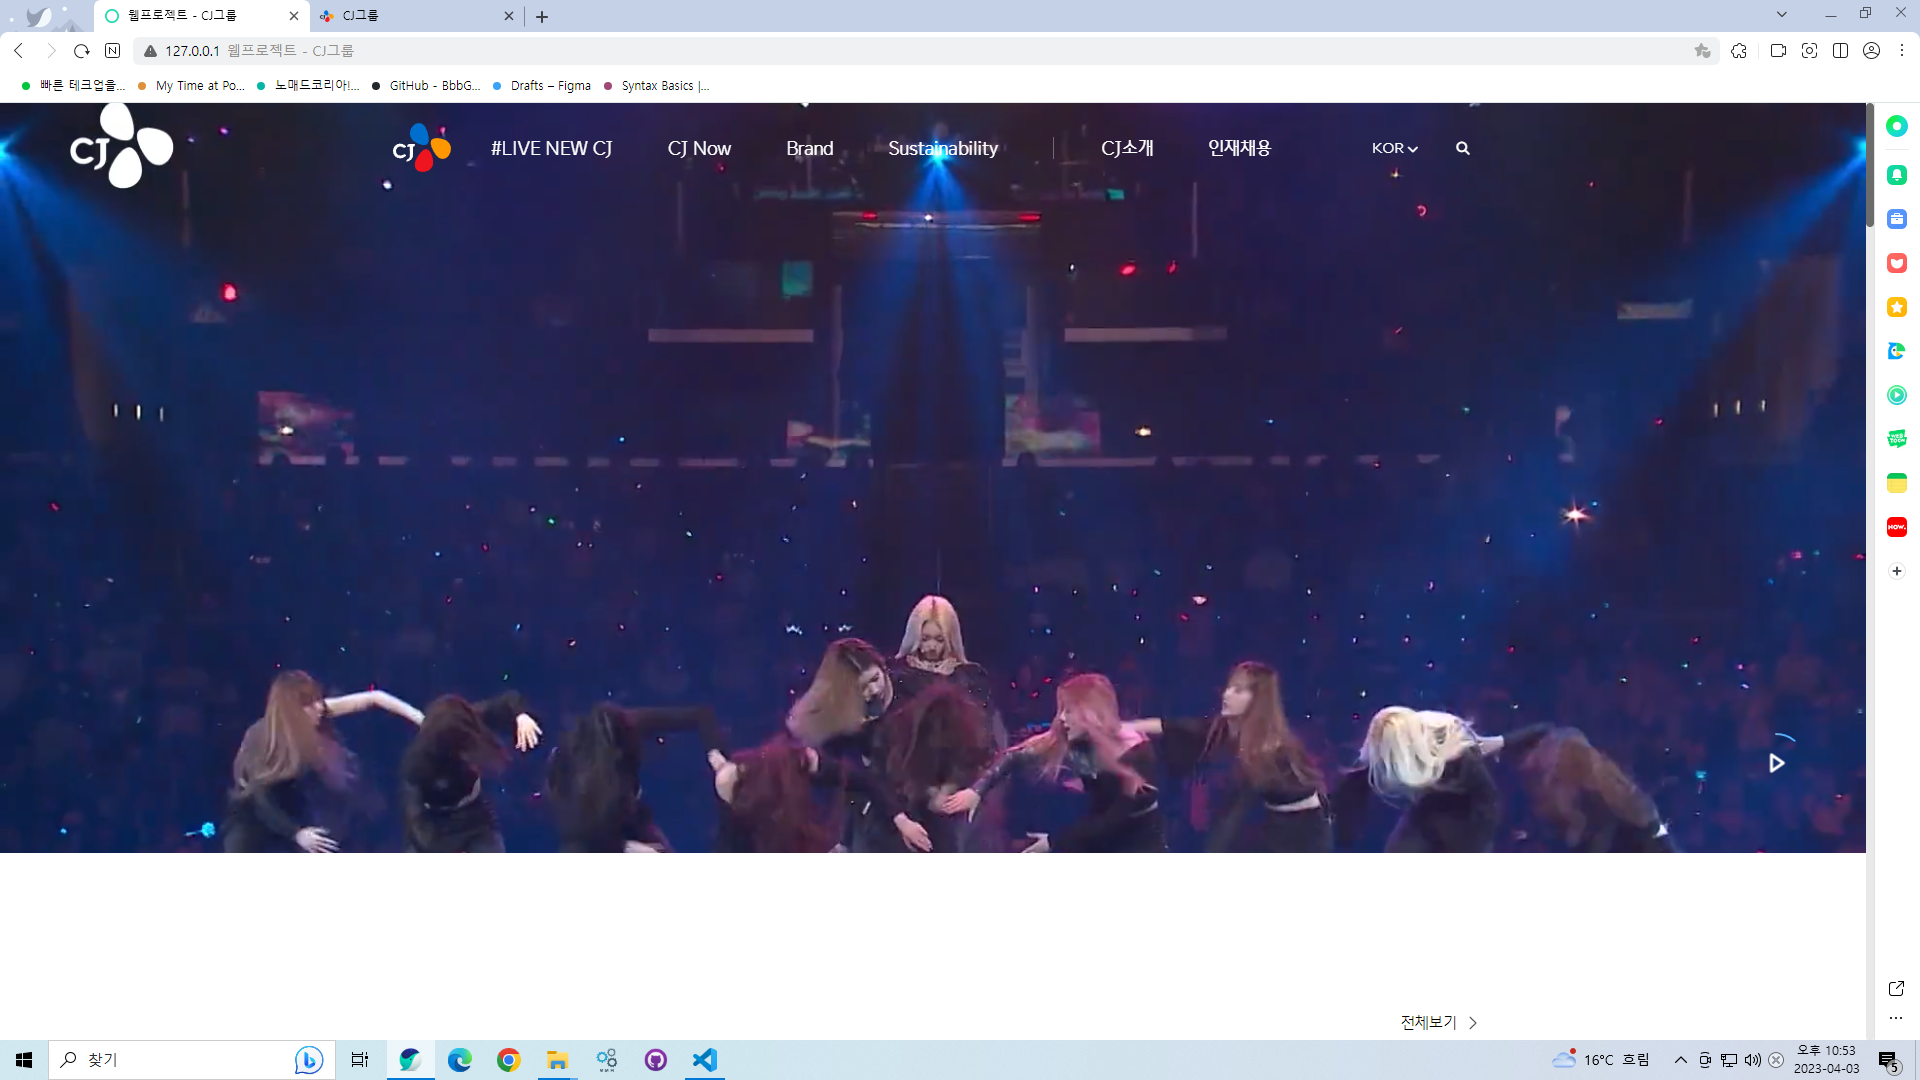 웹프로젝트 - CJ그룹
CJ그룹
127.0.0.1 웹프로젝트 - CJ그룹
빠른 테크업을...
My Time at Po...
노매드코리아!...
GitHub - BbbG...
Drafts – Figma
Syntax Basics |...
CJ
CJ
#LIVE NEW CJ
CJ Now
Brand
Sustainability
CJ소개
인재채용
KOR
WEB
TOON
NOW.
전체보기
찾기
16°C 흐림
오후 10:53
2023-04-03
5